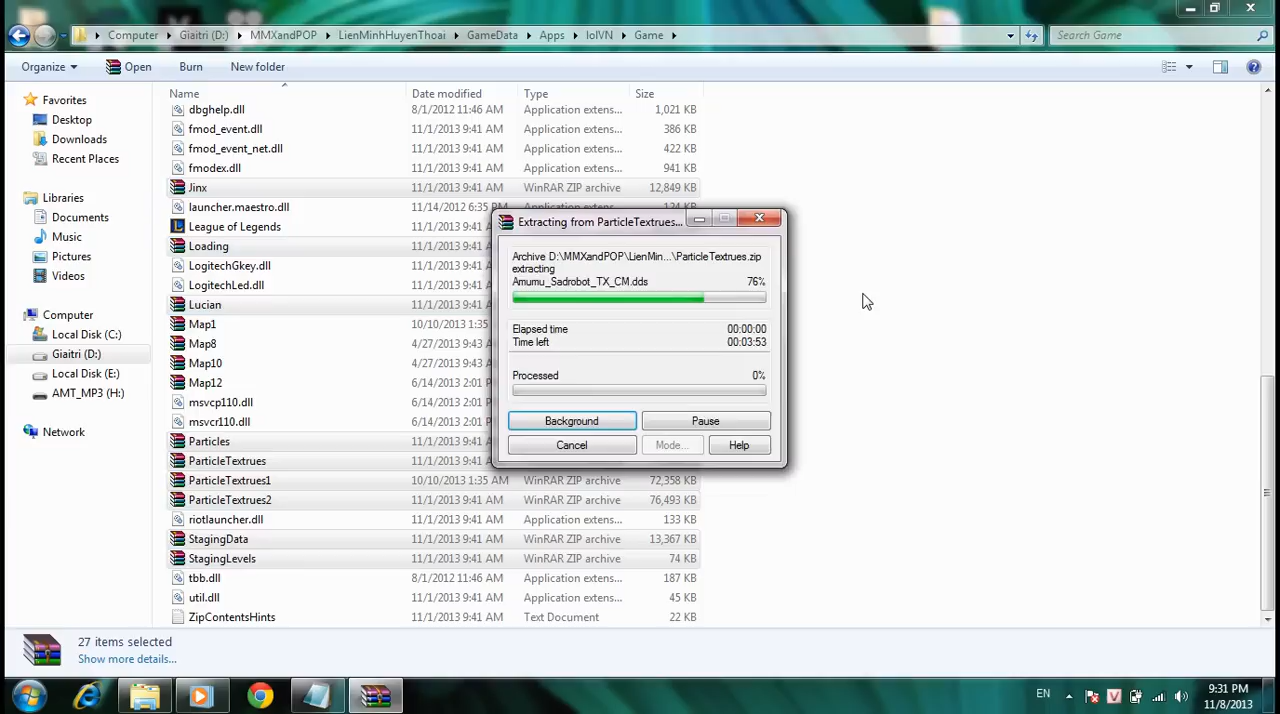 Computer ▸ Giaitri (D:) ▸ MMXandPOP ▸ LienMinhHuyenThoai ▸ GameData ▸ Apps ▸ lolVN ▸ Game ▸
Search Game
Organize Open Burn New folder
Name Date modified Type Size
Favorites
Desktop
Downloads
Recent Places
Libraries
Documents
Music
Pictures
Videos
Computer
Local Disk (C:)
Giaitri (D:)
Local Disk (E:)
AMT_MP3 (H:)
Network
dbghelp.dll 8/1/2012 11:46 AM Application extens... 1,021 KB
fmod_event.dll 11/1/2013 9:41 AM Application extens... 386 KB
fmod_event_net.dll 11/1/2013 9:41 AM Application extens... 422 KB
fmodex.dll 11/1/2013 9:41 AM Application extens... 941 KB
Jinx 11/1/2013 9:41 AM WinRAR ZIP archive 12,849 KB
launcher.maestro.dll 11/14/2012 6:35 
League of Legends 11/1/2013 9:41 
Loading 11/1/2013 9:41 
LogitechGkey.dll 11/1/2013 9:41 
LogitechLed.dll 11/1/2013 9:41 
Lucian 11/1/2013 9:41 
Map1 10/10/2013 1:35 
Map8 4/27/2013 9:43 
Map10 4/27/2013 9:43 
Map12 6/14/2013 2:01 
msvcp110.dll 6/14/2013 2:01 
msvcr110.dll 6/14/2013 2:01 
Particles 11/1/2013 9:41 
ParticleTextrues 11/1/2013 9:41 
ParticleTextrues1 10/10/2013 1:35 AM WinRAR ZIP archive 72,358 KB
ParticleTextrues2 11/1/2013 9:41 AM WinRAR ZIP archive 76,493 KB
riotlauncher.dll 11/1/2013 9:41 AM Application extens... 133 KB
StagingData 11/1/2013 9:41 AM WinRAR ZIP archive 13,367 KB
StagingLevels 11/1/2013 9:41 AM WinRAR ZIP archive 74 KB
tbb.dll 8/1/2012 11:46 AM Application extens... 187 KB
util.dll 11/1/2013 9:41 AM Application extens... 45 KB
ZipContentsHints 11/1/2013 9:41 AM Text Document 22 KB
Extracting from ParticleTextrues...
Archive D:\MMXandPOP\LienMin...\ParticleTextrues.zip
extracting
Amumu_Sadrobot_TX_CM.dds 76%
Elapsed time 00:00:00
Time left 00:03:53
Processed 0%
Background Pause
Cancel Mode... Help
27 items selected
Show more details...
EN
9:31 PM
11/8/2013